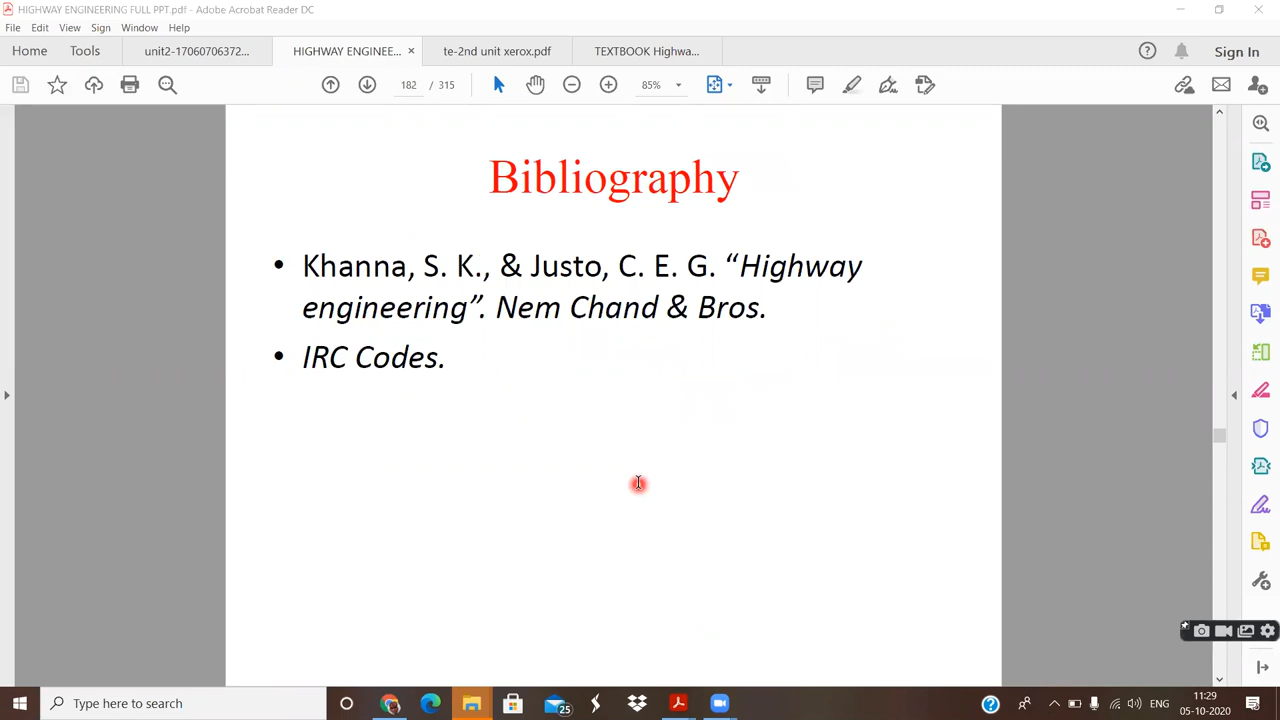 HIGHWAY ENGINEERING FULL PPT.pdf - Adobe Acrobat Reader DC
File Edit View Sign Window Help
Home Tools unit2-17060706372... HIGHWAY ENGINEE... × te-2nd unit xerox.pdf TEXTBOOK Highwa... Sign In
182 / 315 85%
Bibliography
• Khanna, S. K., & Justo, C. E. G. “Highway
engineering”. Nem Chand & Bros.
• IRC Codes.
Type here to search
25
ENG
11:29
05-10-2020